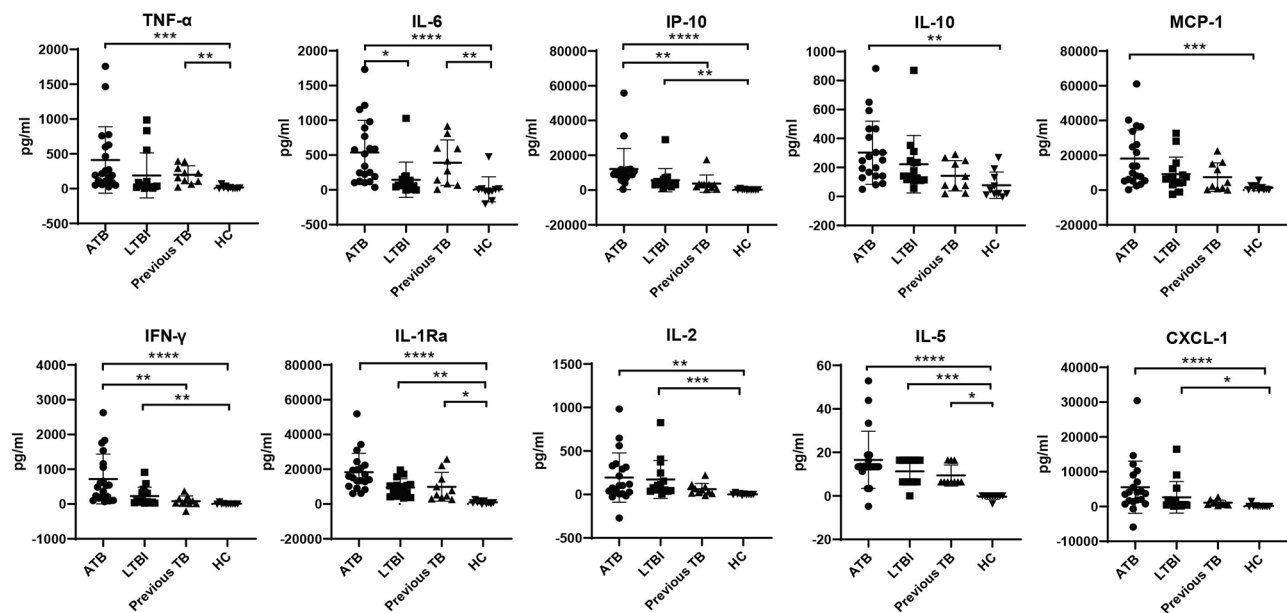 TNF-α
***
**
2000
1500
1000
500
0
-500
pg/ml
ATB
LTBI
Previous TB
HC
IL-6
****
*
**
2000
1500
1000
500
0
-500
pg/ml
ATB
LTBI
Previous TB
HC
IP-10
****
**
**
80000
60000
40000
20000
0
-20000
pg/ml
ATB
LTBI
Previous TB
HC
IL-10
**
1000
800
600
400
200
0
-200
pg/ml
ATB
LTBI
Previous TB
HC
MCP-1
***
80000
60000
40000
20000
0
-20000
pg/ml
ATB
LTBI
Previous TB
HC
IFN-γ
****
**
**
4000
3000
2000
1000
0
-1000
pg/ml
ATB
LTBI
Previous TB
HC
IL-1Ra
****
**
*
80000
60000
40000
20000
0
-20000
pg/ml
ATB
LTBI
Previous TB
HC
IL-2
**
***
1500
1000
500
0
-500
pg/ml
ATB
LTBI
Previous TB
HC
IL-5
****
***
*
60
40
20
0
-20
pg/ml
ATB
LTBI
Previous TB
HC
CXCL-1
****
*
40000
30000
20000
10000
0
-10000
pg/ml
ATB
LTBI
Previous TB
HC